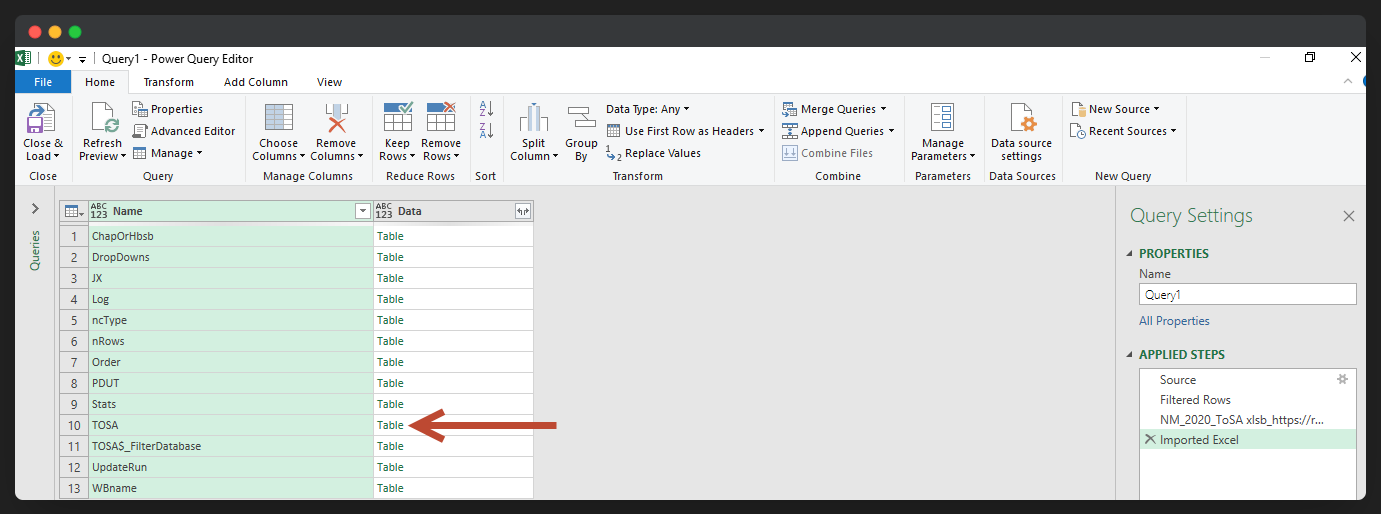 Query1 - Power Query Editor
File Home Transform Add Column View
Close & Load
Close
Refresh Preview
Properties
Advanced Editor
Manage
Query
Choose Columns
Remove Columns
Manage Columns
Keep Rows
Remove Rows
Reduce Rows
A Z
Z A
Sort
Split Column
Group By
Data Type: Any
Use First Row as Headers
1 2 Replace Values
Transform
Merge Queries
Append Queries
Combine Files
Combine
Manage Parameters
Parameters
Data source settings
Data Sources
New Source
Recent Sources
New Query
Queries
ABC 123 Name ABC 123 Data
1 ChapOrHbsb Table
2 DropDowns Table
3 JX Table
4 Log Table
5 ncType Table
6 nRows Table
7 Order Table
8 PDUT Table
9 Stats Table
10 TOSA Table
11 TOSA$_FilterDatabase Table
12 UpdateRun Table
13 WBname Table
Query Settings
PROPERTIES
Name
Query1
All Properties
APPLIED STEPS
Source
Filtered Rows
NM_2020_ToSA xlsb_https://r...
Imported Excel